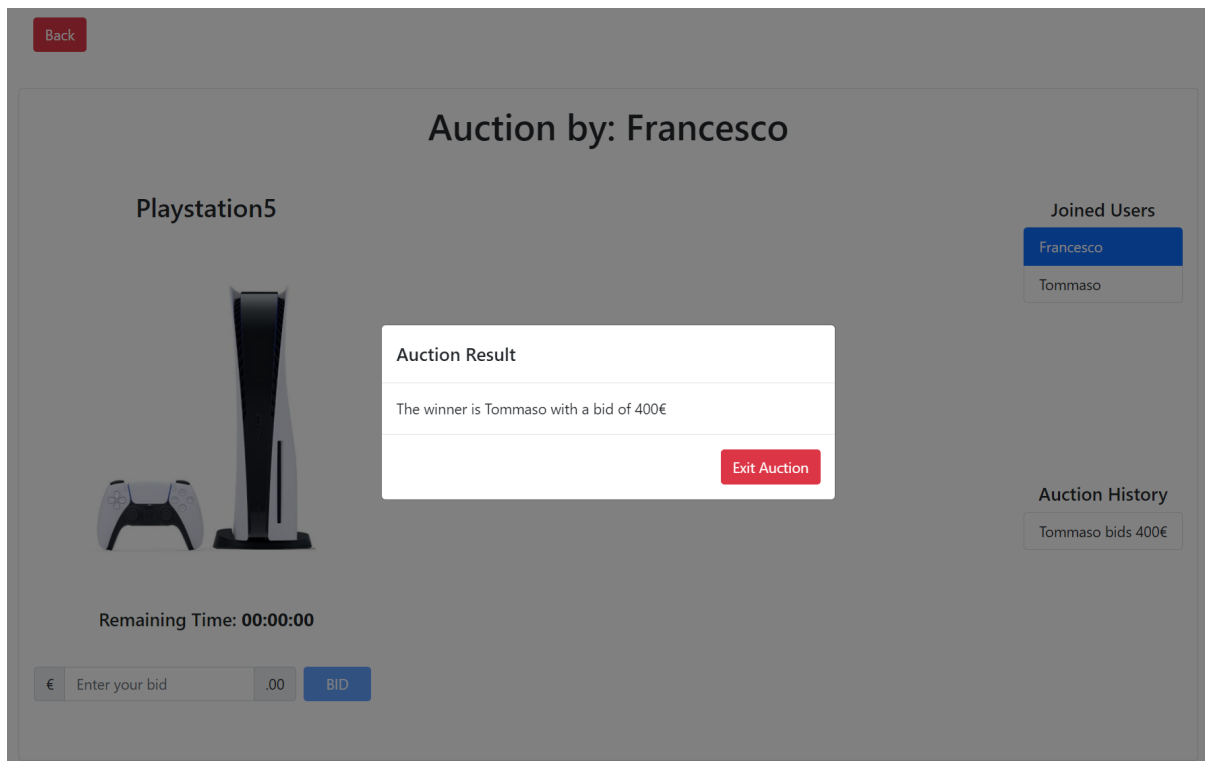 Back
Auction by: Francesco
Playstation5
Joined Users
Francesco
Tommaso
Auction Result
The winner is Tommaso with a bid of 400€
Exit Auction
Auction History
Tommaso bids 400€
Remaining Time: 00:00:00
€ Enter your bid .00 BID